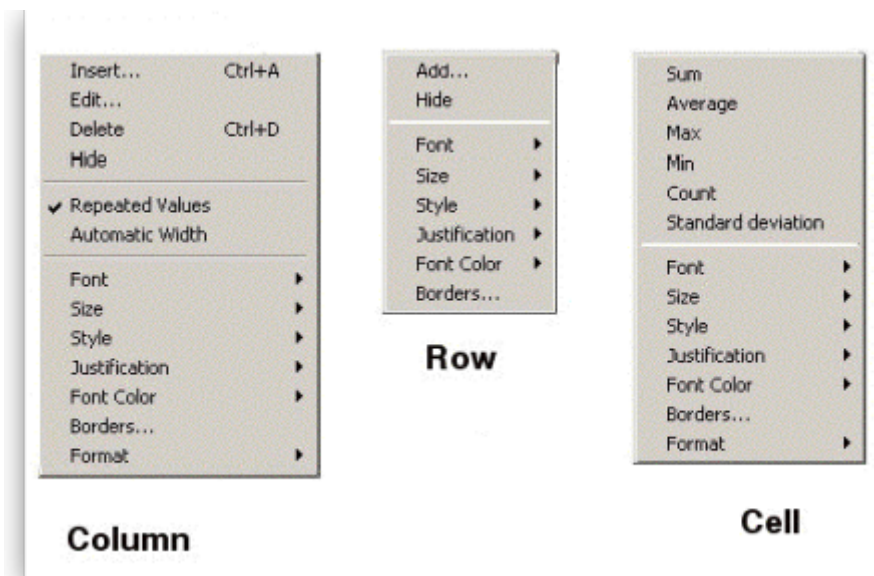 Insert... Ctrl+A
Edit...
Delete Ctrl+D
Hide
Repeated Values
Automatic Width
Font
Size
Style
Justification
Font Color
Borders...
Format
Column
Add...
Hide
Font
Size
Style
Justification
Font Color
Borders...
Row
Sum
Average
Max
Min
Count
Standard deviation
Font
Size
Style
Justification
Font Color
Borders...
Format
Cell